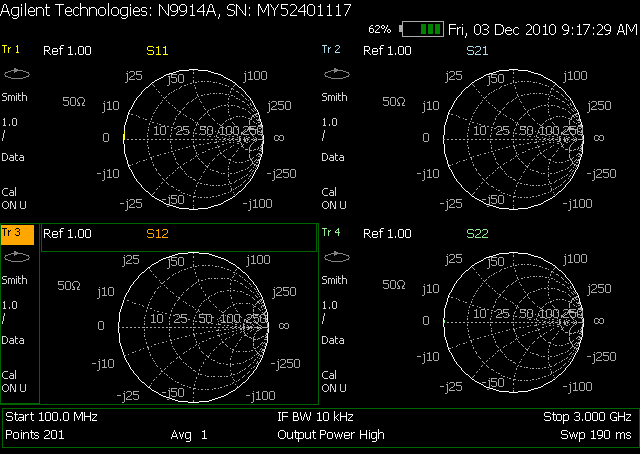 Agilent Technologies: N9914A, SN: MY52401117
62% Fri, 03 Dec 2010 9:17:29 AM
Tr 1 Ref 1.00 S11
Smith
1.0
/
Data
Cal
ON U
50Ω
j25 j50 j100
j10 j250
0 10 25 50 100 250 ∞
-j10 -j250
-j25 -j50 -j100
Tr 2 Ref 1.00 S21
Smith
1.0
/
Data
Cal
ON U
50Ω
j25 j50 j100
j10 j250
0 10 25 50 100 250 ∞
-j10 -j250
-j25 -j50 -j100
Tr 3 Ref 1.00 S12
Smith
1.0
/
Data
Cal
ON U
50Ω
j25 j50 j100
j10 j250
0 10 25 50 100 250 ∞
-j10 -j250
-j25 -j50 -j100
Tr 4 Ref 1.00 S22
Smith
1.0
/
Data
Cal
ON U
50Ω
j25 j50 j100
j10 j250
0 10 25 50 100 250 ∞
-j10 -j250
-j25 -j50 -j100
Start 100.0 MHz IF BW 10 kHz Stop 3.000 GHz
Points 201 Avg 1 Output Power High Swp 190 ms